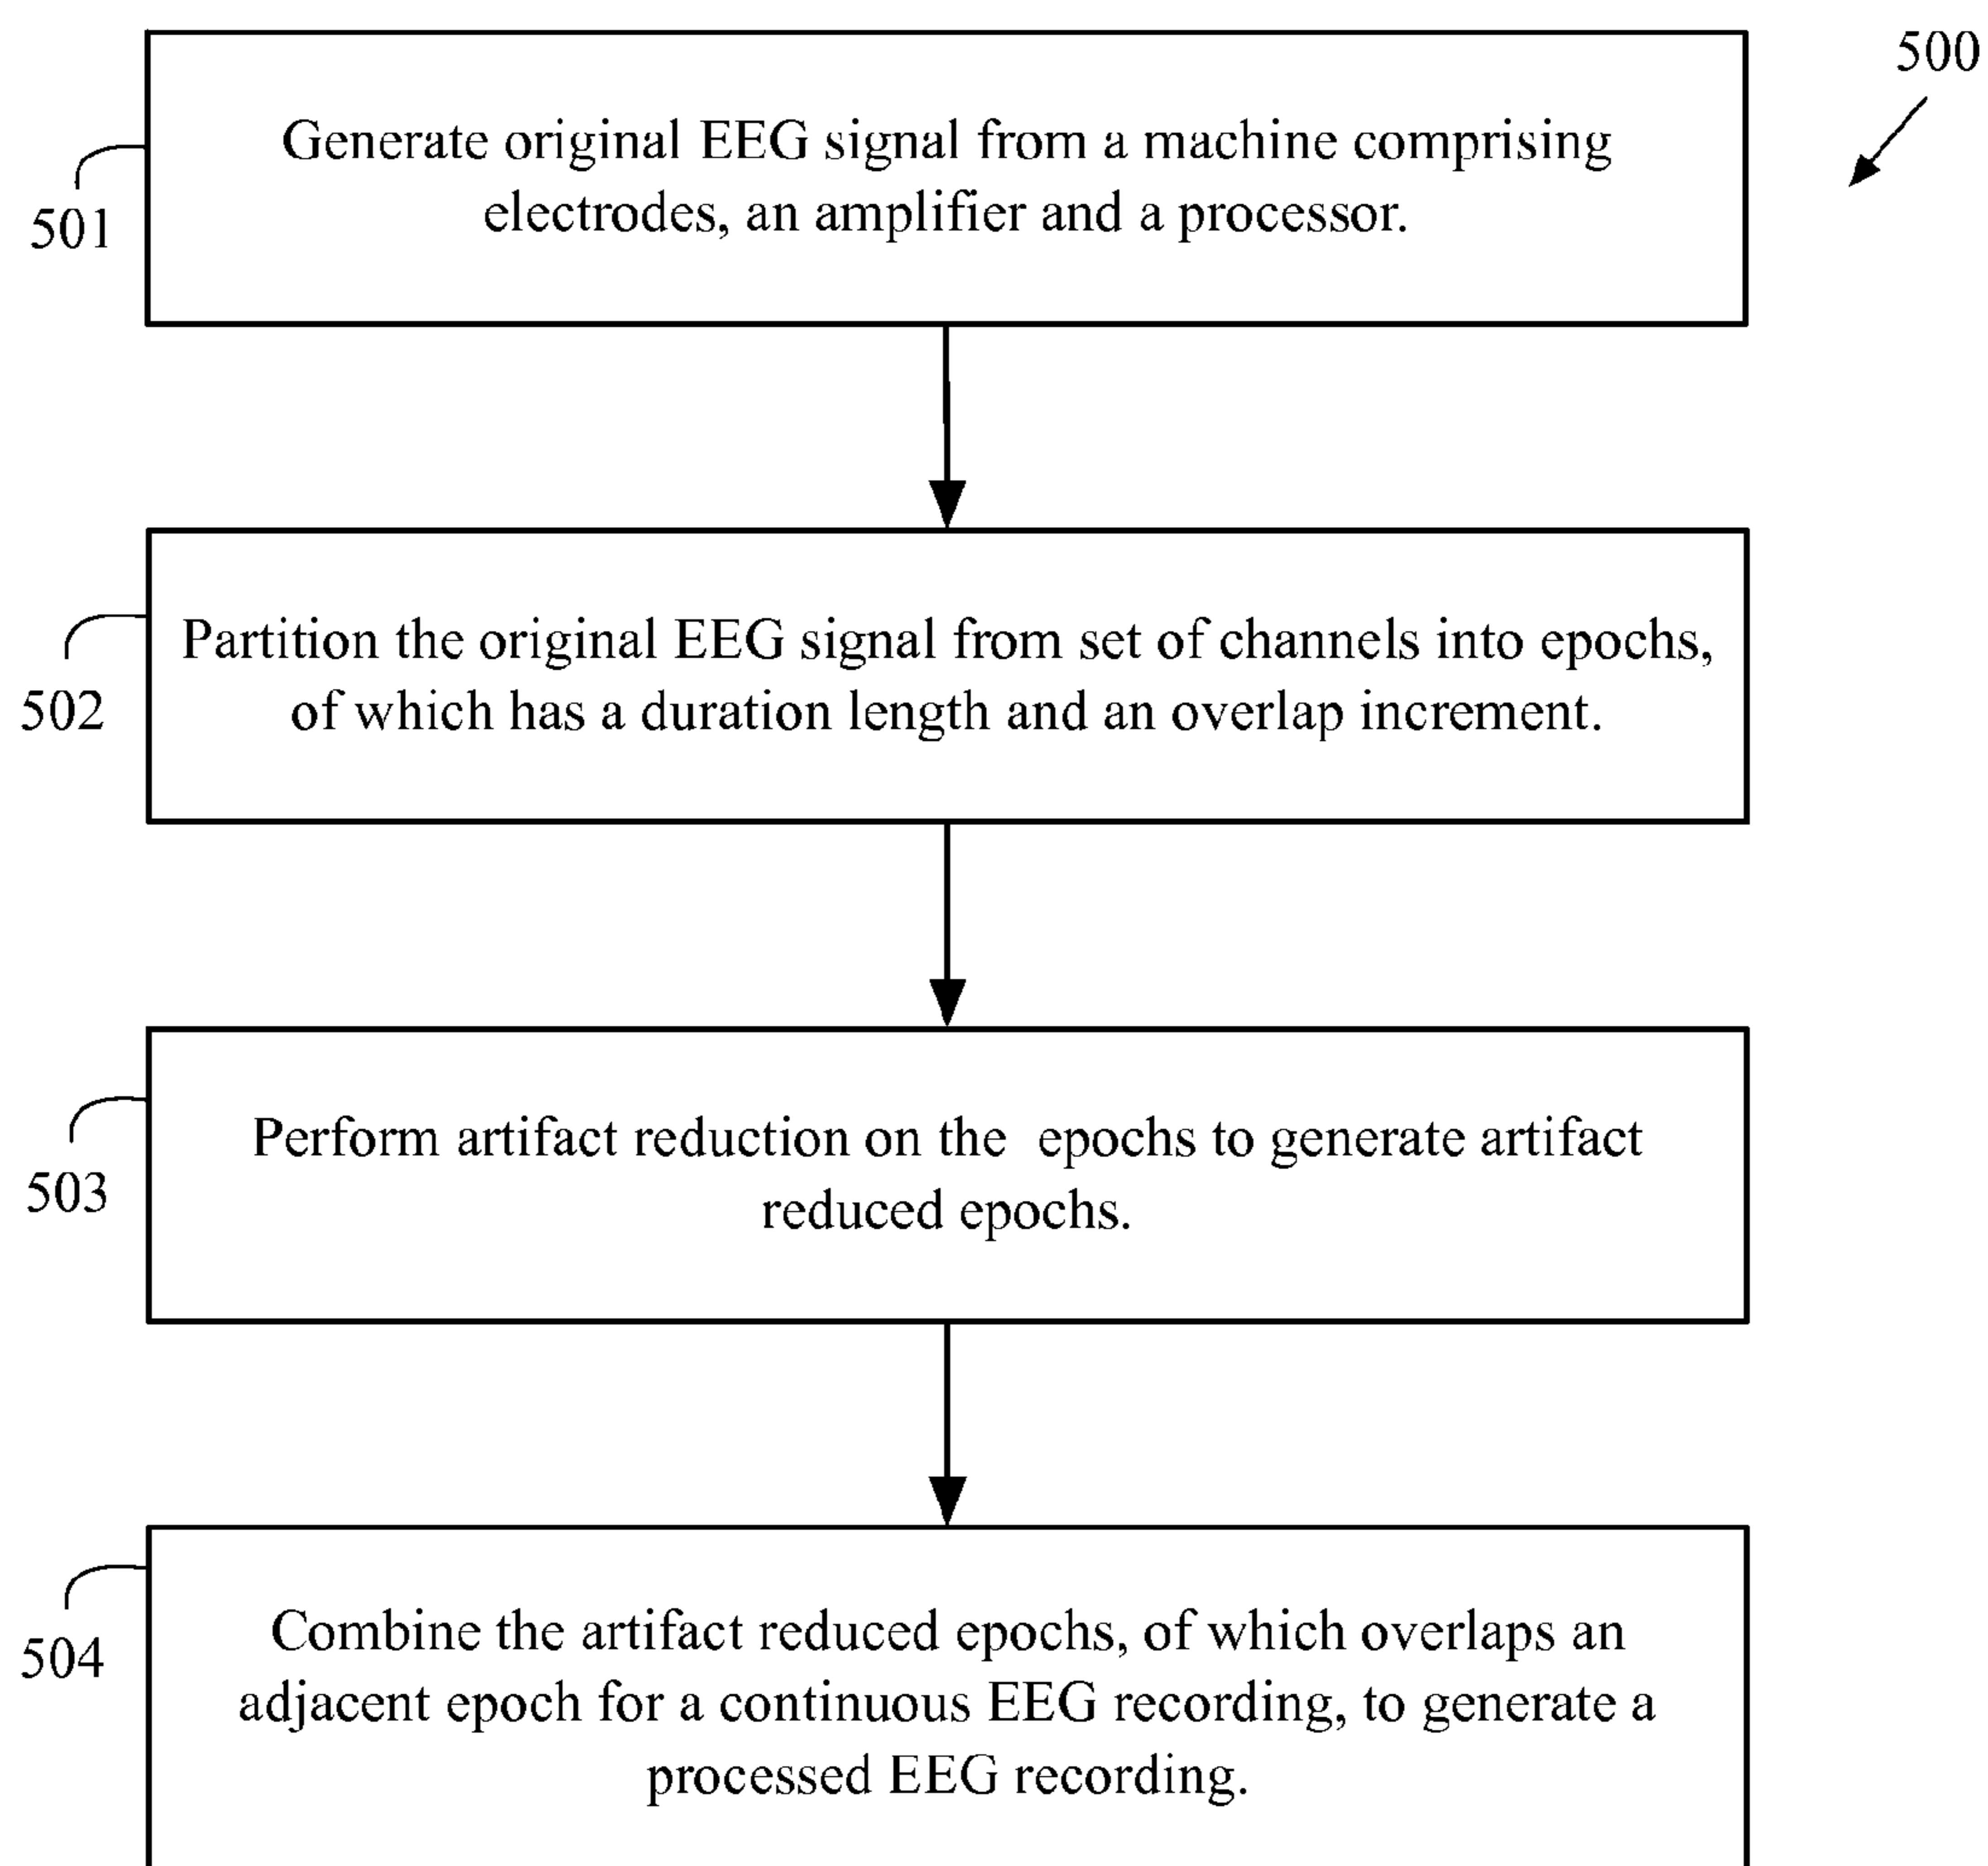 500
Generate original EEG signal from a machine comprising
electrodes, an amplifier and a processor.
501
Partition the original EEG signal from set of channels into epochs,
of which has a duration length and an overlap increment.
502
Perform artifact reduction on the epochs to generate artifact
reduced epochs.
503
Combine the artifact reduced epochs, of which overlaps an
adjacent epoch for a continuous EEG recording, to generate a
processed EEG recording.
504